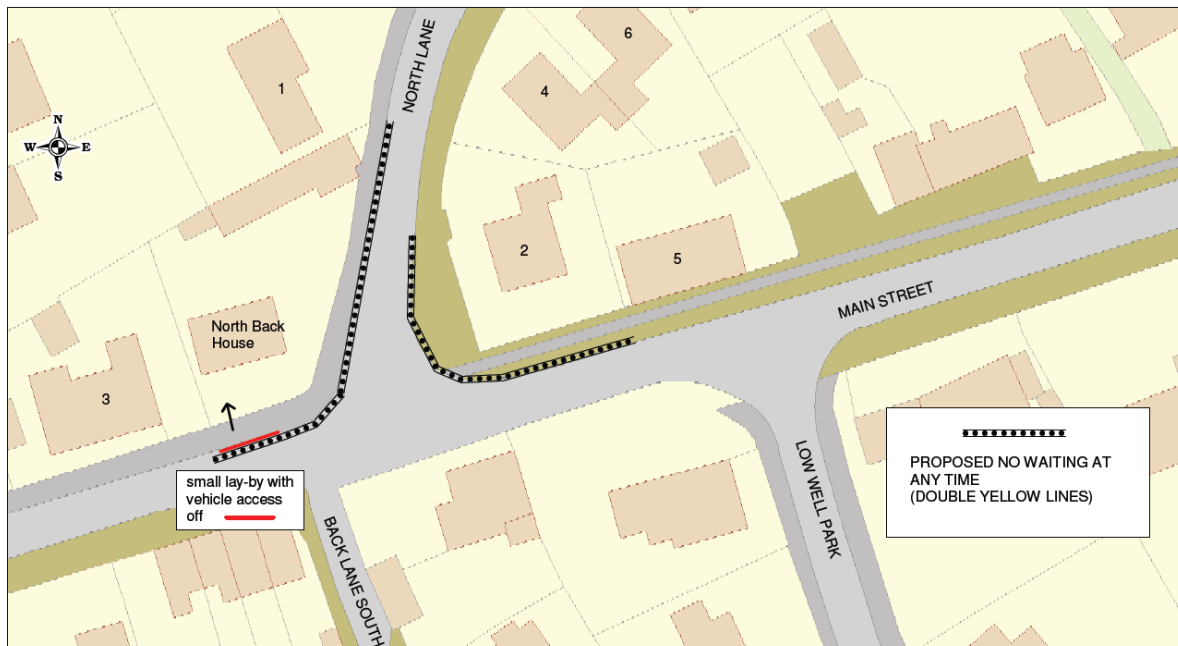 NORTH LANE
6
4
1
N
W E
S
2
5
MAIN STREET
North Back
House
3
small lay-by with
vehicle access
off
PROPOSED NO WAITING AT
ANY TIME
(DOUBLE YELLOW LINES)
LOW WELL PARK
BACK LANE SOUTH